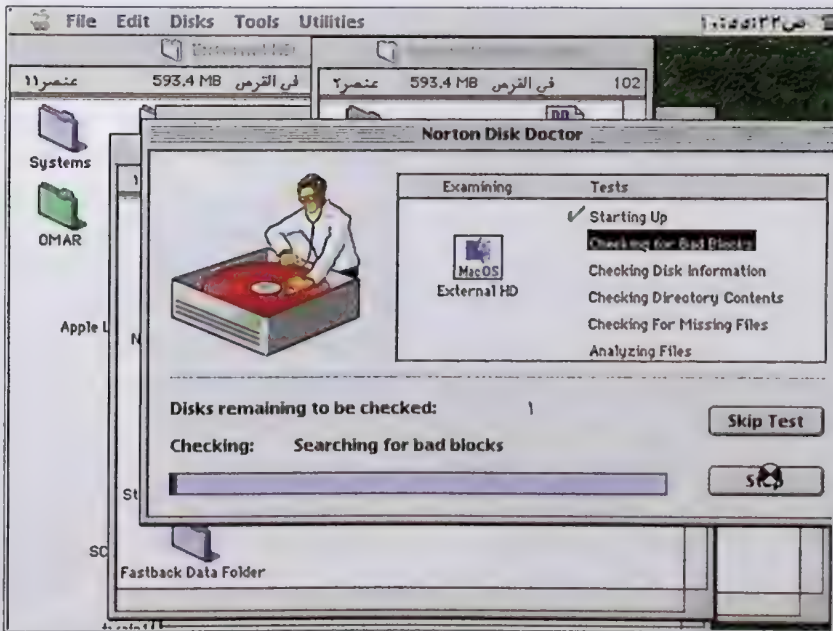 File Edit Disks Tools Utilities
عنصر١١ 593,4 MB في القرص
عنصر٢ 593,4 MB في القرص 102
Systems
OMAR
Apple L
Fastback Data Folder
Norton Disk Doctor
Examining Tests
MacOS
External HD
Starting Up
Checking for Bad Blocks
Checking Disk Information
Checking Directory Contents
Checking For Missing Files
Analyzing Files
Disks remaining to be checked: ١
Skip Test
Checking: Searching for bad blocks
Stop